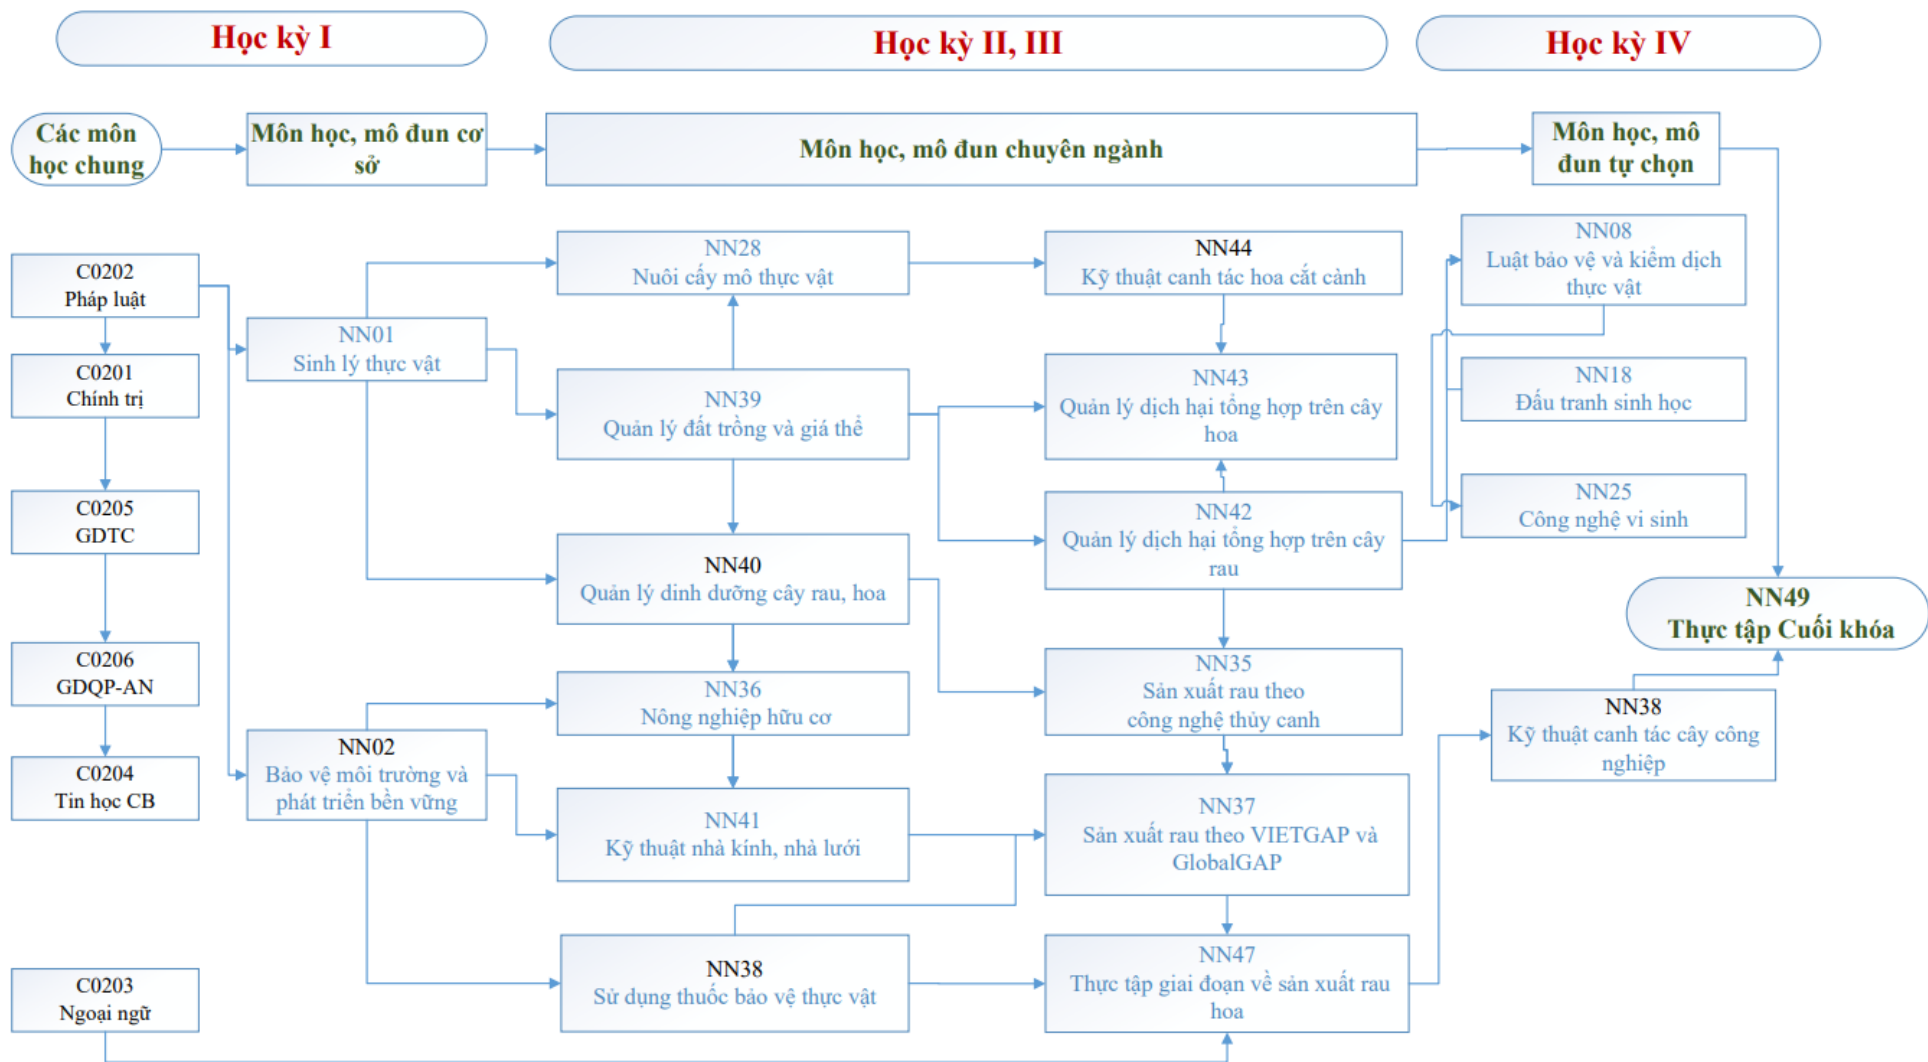 Học kỳ I
Học kỳ II, III
Học kỳ IV
Các môn
học chung
Môn học, mô đun cơ
sở
Môn học, mô đun chuyên ngành
Môn học, mô
đun tự chọn
C0202
Pháp luật
C0201
Chính trị
C0205
GDTC
C0206
GDQP-AN
C0204
Tin học CB
C0203
Ngoại ngữ
NN01
Sinh lý thực vật
NN02
Bảo vệ môi trường và
phát triển bền vững
NN28
Nuôi cấy mô thực vật
NN39
Quản lý đất trồng và giá thể
NN40
Quản lý dinh dưỡng cây rau, hoa
NN36
Nông nghiệp hữu cơ
NN41
Kỹ thuật nhà kính, nhà lưới
NN38
Sử dụng thuốc bảo vệ thực vật
NN44
Kỹ thuật canh tác hoa cắt cành
NN43
Quản lý dịch hại tổng hợp trên cây
hoa
NN42
Quản lý dịch hại tổng hợp trên cây
rau
NN35
Sản xuất rau theo
công nghệ thủy canh
NN37
Sản xuất rau theo VIETGAP và
GlobalGAP
NN47
Thực tập giai đoạn về sản xuất rau
hoa
NN08
Luật bảo vệ và kiểm dịch
thực vật
NN18
Đấu tranh sinh học
NN25
Công nghệ vi sinh
NN49
Thực tập Cuối khóa
NN38
Kỹ thuật canh tác cây công
nghiệp